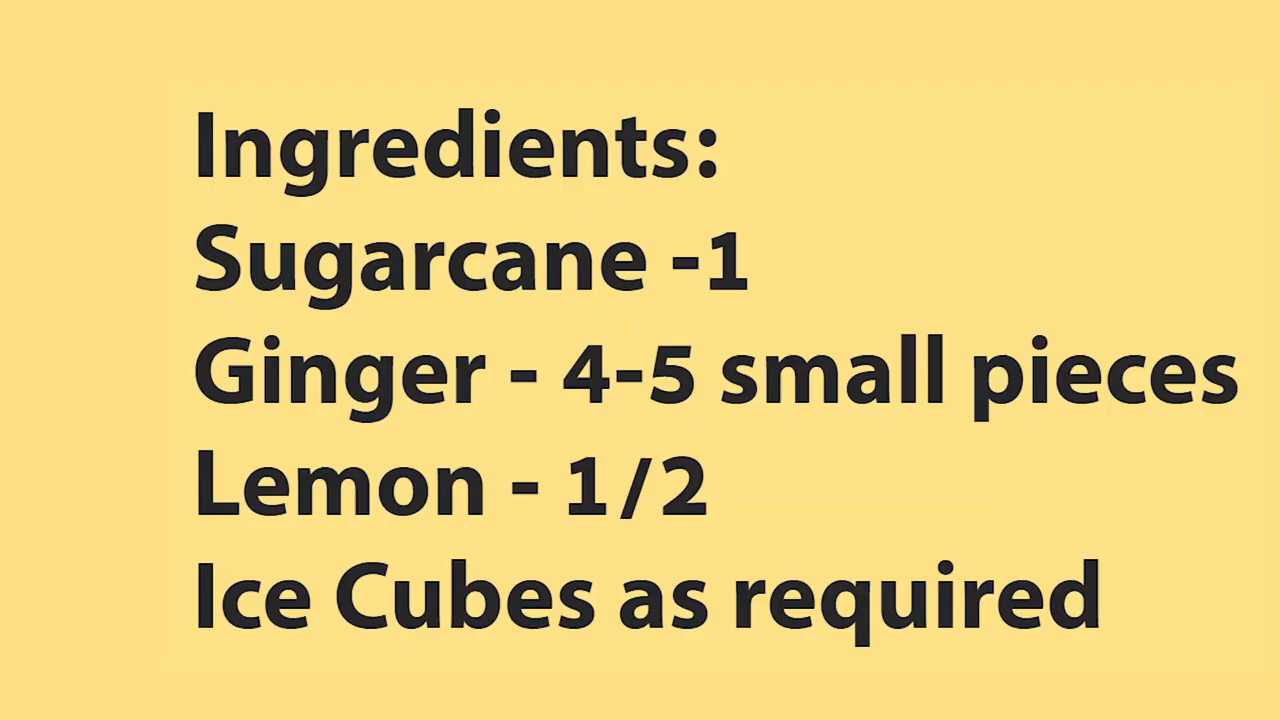 Ingredients:
Sugarcane -1
Ginger - 4-5 small pieces
Lemon - 1/2
Ice Cubes as required